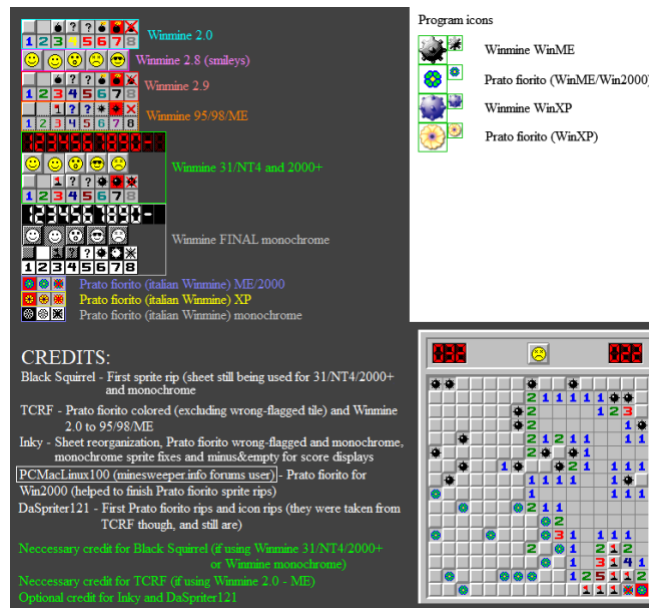 Winmine 2.0
Winmine 2.8 (smileys)
Winmine 2.9
Winmine 95/98/ME
Winmine 31/NT4 and 2000+
Winmine FINAL monochrome
Prato fiorito (italian Winmine) ME/2000
Prato fiorito (italian Winmine) XP
Prato fiorito (italian Winmine) monochrome
Program icons
Winmine WinME
Prato fiorito (WinME/Win2000)
Winmine WinXP
Prato fiorito (WinXP)
CREDITS:
Black Squirrel - First sprite rip (sheet still being used for 31/NT4/2000+
and monochrome
TCRF - Prato fiorito colored (excluding wrong-flagged tile) and Winmine
2.0 to 95/98/ME
Inky - Sheet reorganization, Prato fiorito wrong-flagged and monochrome,
monochrome sprite fixes and minus&empty for score displays
PCMacLinux100 (minesweeper.info forums user) - Prato fiorito for
Win2000 (helped to finish Prato fiorito sprite rips)
DaSpriter121 - First Prato fiorito rips and icon rips (they were taken from
TCRF though, and still are)
Neccessary credit for Black Squirrel (if using Winmine 31/NT4/2000+
or Winmine monochrome)
Neccessary credit for TCRF (if using Winmine 2.0 - ME)
Optional credit for Inky and DaSpriter121
032
022